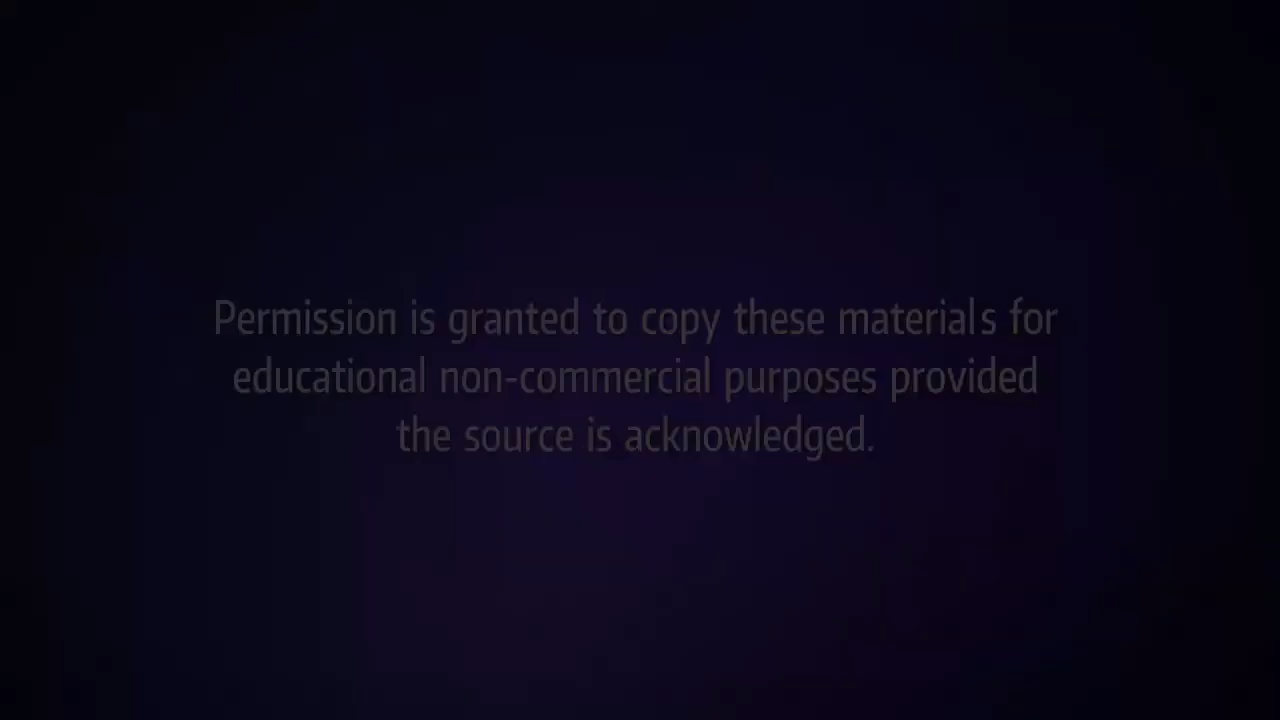 Permission is granted to copy these materials for
educational non-commercial purposes provided
the source is acknowledged.